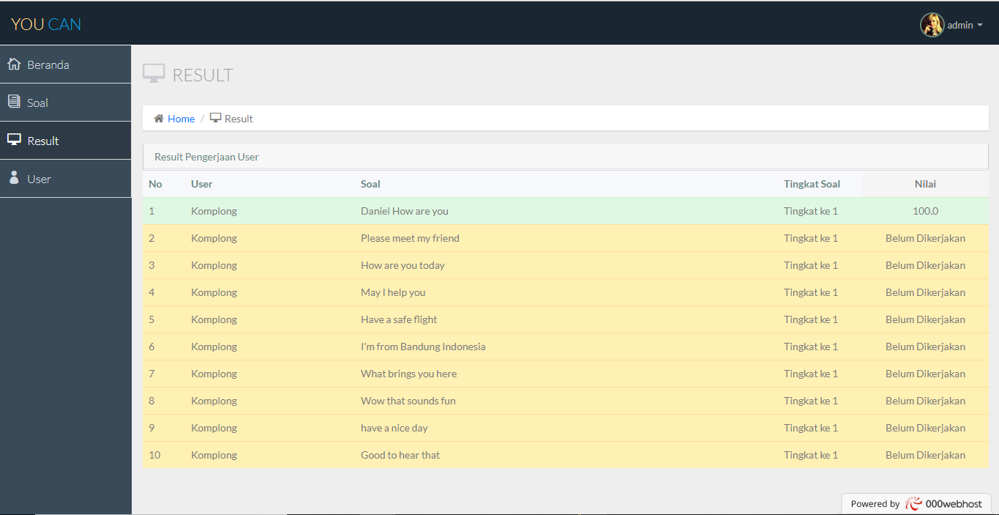 YOU CAN
admin
Beranda
Soal
Result
User
RESULT
Home / Result
Result Pengerjaan User
No User Soal Tingkat Soal Nilai
1 Komplong Daniel How are you Tingkat ke 1 100.0
2 Komplong Please meet my friend Tingkat ke 1 Belum Dikerjakan
3 Komplong How are you today Tingkat ke 1 Belum Dikerjakan
4 Komplong May I help you Tingkat ke 1 Belum Dikerjakan
5 Komplong Have a safe flight Tingkat ke 1 Belum Dikerjakan
6 Komplong I'm from Bandung Indonesia Tingkat ke 1 Belum Dikerjakan
7 Komplong What brings you here Tingkat ke 1 Belum Dikerjakan
8 Komplong Wow that sounds fun Tingkat ke 1 Belum Dikerjakan
9 Komplong have a nice day Tingkat ke 1 Belum Dikerjakan
10 Komplong Good to hear that Tingkat ke 1 Belum Dikerjakan
Powered by 000webhost